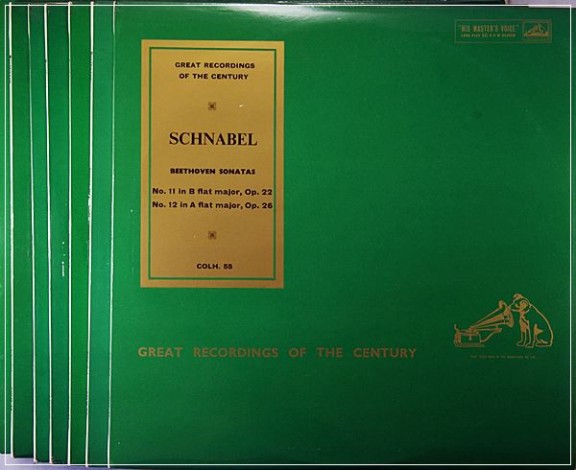 "HIS MASTER'S VOICE"
GREAT RECORDINGS
OF THE CENTURY
SCHNABEL
BEETHOVEN SONATAS
No. 11 in B flat major, Op. 22
No. 12 in A flat major, Op. 26
COLH. 55
GREAT RECORDINGS OF THE CENTURY